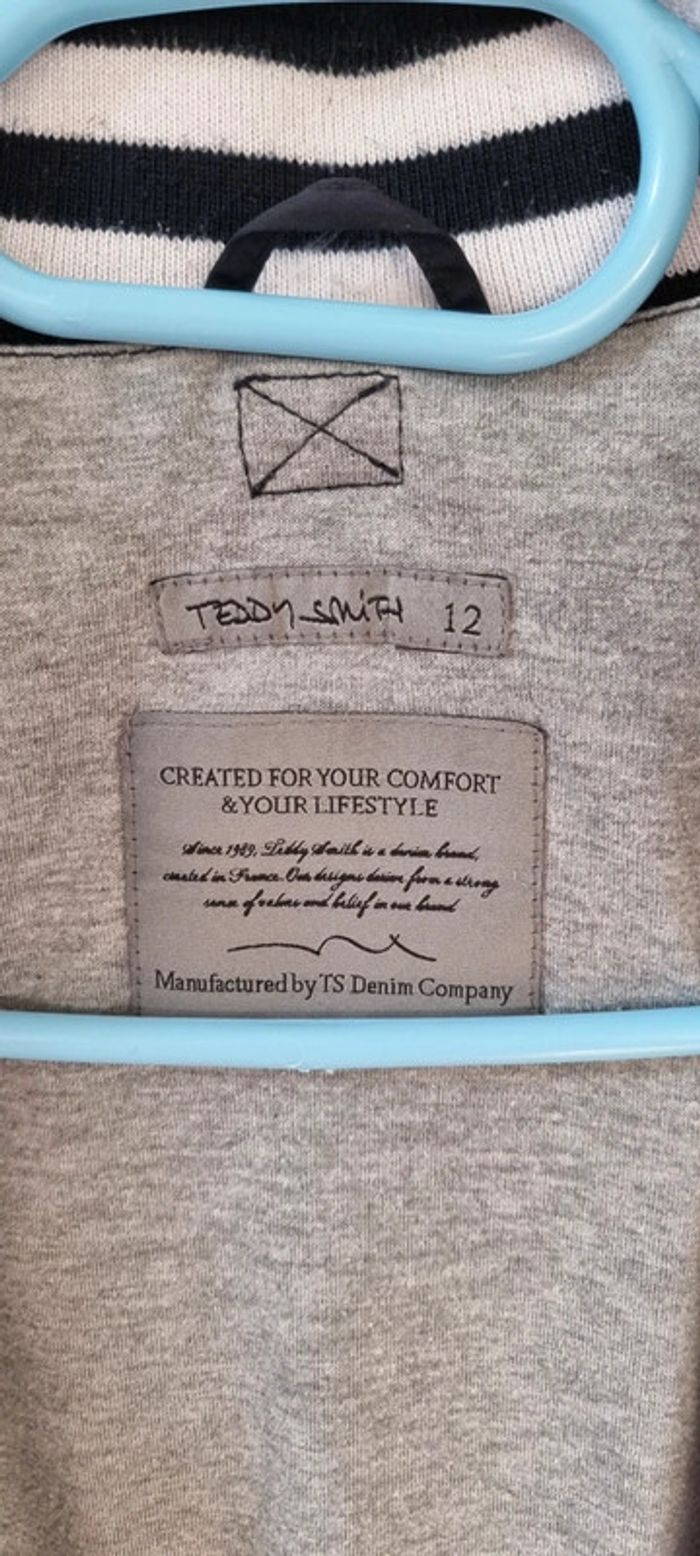 TEDDY SMITH 12
CREATED FOR YOUR COMFORT
& YOUR LIFESTYLE
Since 1989, Teddy Smith is a denim brand,
created in France. Our designs derive from a strong
sense of values and belief in our brand
Manufactured by TS Denim Company